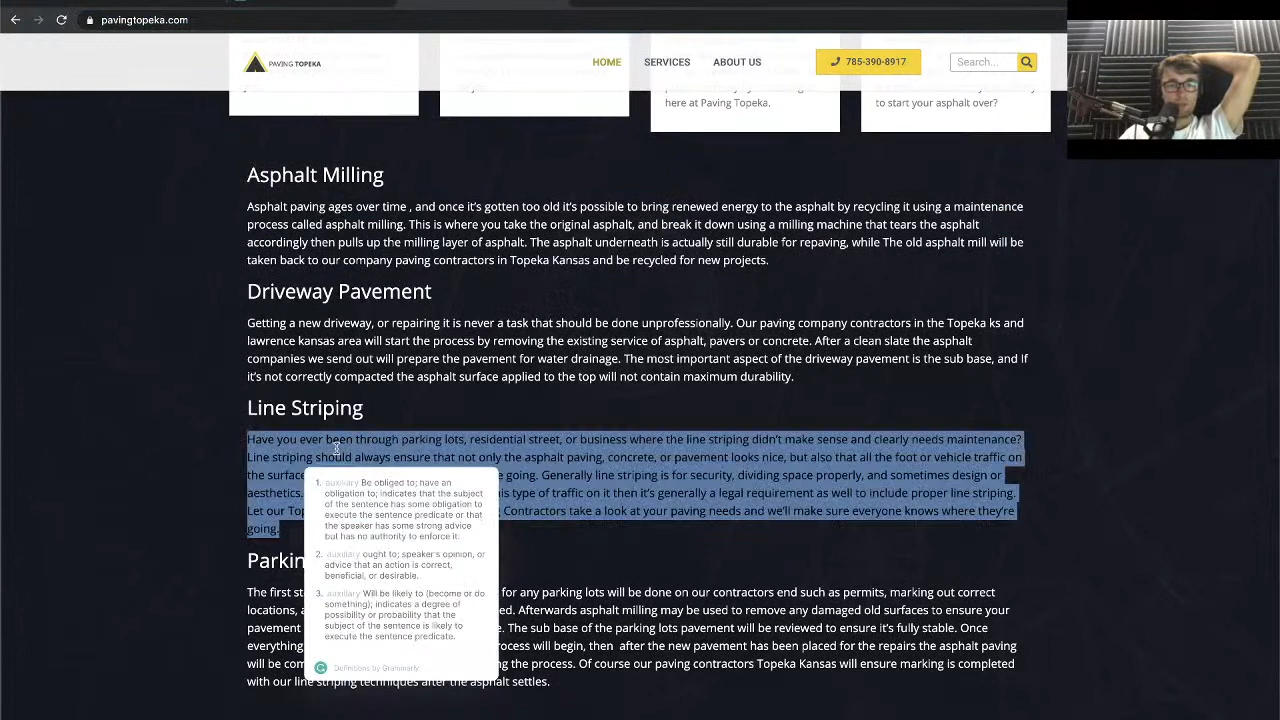 pavingtopeka.com
PAVING TOPEKA
HOME
SERVICES
ABOUT US
785-390-8917
Search...
here at Paving Topeka.
to start your asphalt over?
Asphalt Milling
Asphalt paving ages over time , and once it's gotten too old it's possible to bring renewed energy to the asphalt by recycling it using a maintenance
process called asphalt milling. This is where you take the original asphalt, and break it down using a milling machine that tears the asphalt
accordingly then pulls up the milling layer of asphalt. The asphalt underneath is actually still durable for repaving, while The old asphalt mill will be
taken back to our company paving contractors in Topeka Kansas and be recycled for new projects.
Driveway Pavement
Getting a new driveway, or repairing it is never a task that should be done unprofessionally. Our paving company contractors in the Topeka ks and
lawrence kansas area will start the process by removing the existing service of asphalt, pavers or concrete. After a clean slate the asphalt
companies we send out will prepare the pavement for water drainage. The most important aspect of the driveway pavement is the sub base, and If
it's not correctly compacted the asphalt surface applied to the top will not contain maximum durability.
Line Striping
Have you ever been through parking lots, residential street, or business where the line striping didn't make sense and clearly needs maintenance?
Line striping should always ensure that not only the asphalt paving, concrete, or pavement looks nice, but also that all the foot or vehicle traffic on
the surface e going. Generally line striping is for security, dividing space properly, and sometimes design or
aesthetics. his type of traffic on it then it's generally a legal requirement as well to include proper line striping.
Let our Top Contractors take a look at your paving needs and we'll make sure everyone knows where they're
going.
1. auxiliary Be obliged to; have an
obligation to; indicates that the subject
of the sentence has some obligation to
execute the sentence predicate or that
the speaker has some strong advice
but has no authority to enforce it.
2. auxiliary ought to; speaker's opinion, or
advice that an action is correct,
beneficial, or desirable.
3. auxiliary Will be likely to (become or do
something); indicates a degree of
possibility or probability that the
subject of the sentence is likely to
execute the sentence predicate.
Definitions by Grammarly
Parkin
The first st for any parking lots will be done on our contractors end such as permits, marking out correct
locations, a ed. Afterwards asphalt milling may be used to remove any damaged old surfaces to ensure your
pavement The sub base of the parking lots pavement will be reviewed to ensure it's fully stable. Once
everything ocess will begin, then after the new pavement has been placed for the repairs the asphalt paving
will be com ng the process. Of course our paving contractors Topeka Kansas will ensure marking is completed
with our line striping techniques after the asphalt settles.